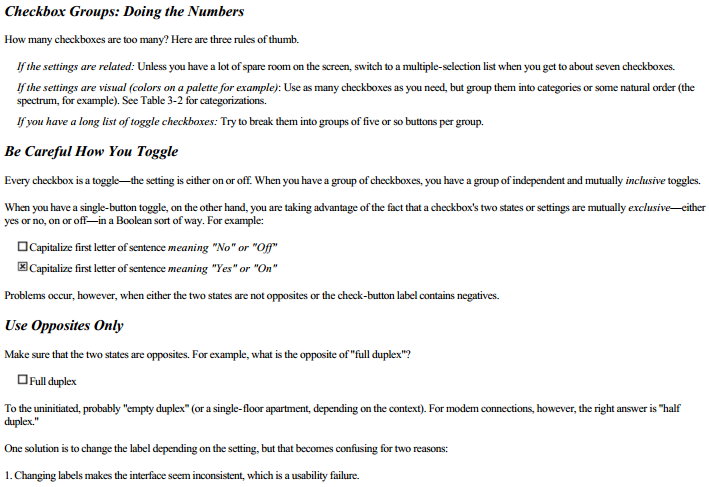 Checkbox Groups: Doing the Numbers
How many checkboxes are too many? Here are three rules of thumb.
If the settings are related: Unless you have a lot of spare room on the screen, switch to a multiple-selection list when you get to about seven checkboxes.
If the settings are visual (colors on a palette for example): Use as many checkboxes as you need, but group them into categories or some natural order (the
spectrum, for example). See Table 3-2 for categorizations.
If you have a long list of toggle checkboxes: Try to break them into groups of five or so buttons per group.
Be Careful How You Toggle
Every checkbox is a toggle—the setting is either on or off. When you have a group of checkboxes, you have a group of independent and mutually inclusive toggles.
When you have a single-button toggle, on the other hand, you are taking advantage of the fact that a checkbox's two states or settings are mutually exclusive—either
yes or no, on or off—in a Boolean sort of way. For example:
Capitalize first letter of sentence meaning "No" or "Off"
Capitalize first letter of sentence meaning "Yes" or "On"
Problems occur, however, when either the two states are not opposites or the check-button label contains negatives.
Use Opposites Only
Make sure that the two states are opposites. For example, what is the opposite of "full duplex"?
Full duplex
To the uninitiated, probably "empty duplex" (or a single-floor apartment, depending on the context). For modem connections, however, the right answer is "half
duplex."
One solution is to change the label depending on the setting, but that becomes confusing for two reasons:
1. Changing labels makes the interface seem inconsistent, which is a usability failure.